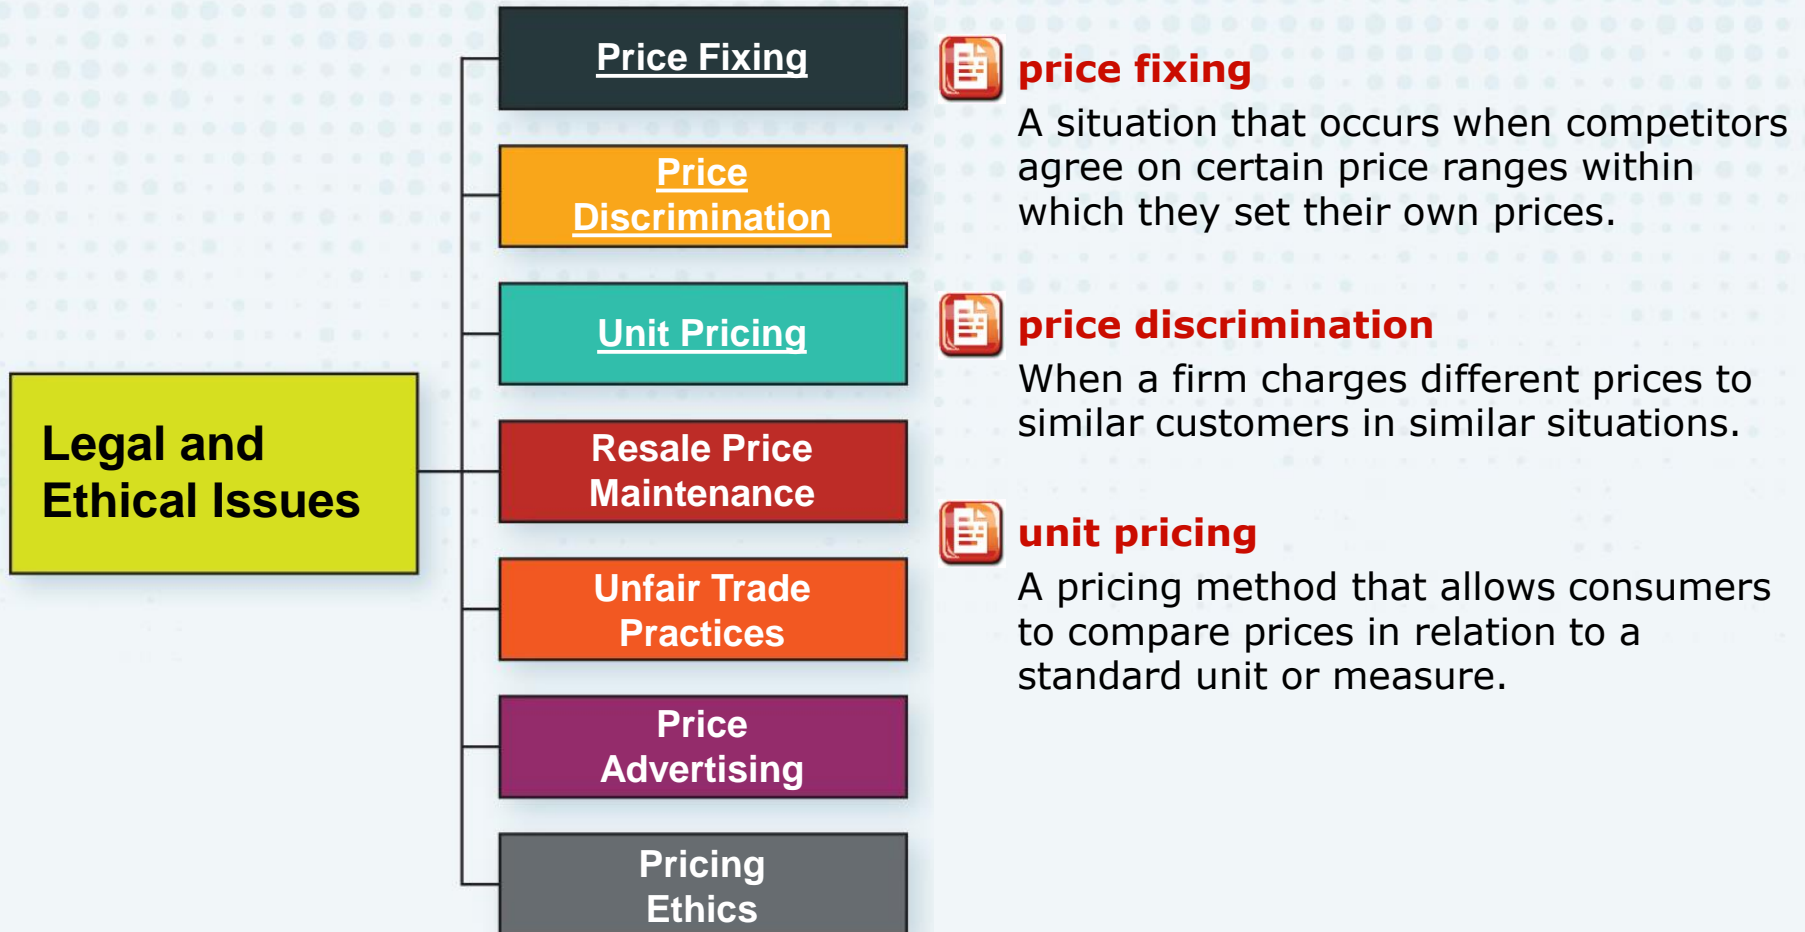 Legal and
Ethical Issues
Price Fixing
Price
Discrimination
Unit Pricing
Resale Price
Maintenance
Unfair Trade
Practices
Price
Advertising
Pricing
Ethics
price fixing
A situation that occurs when competitors
agree on certain price ranges within
which they set their own prices.
price discrimination
When a firm charges different prices to
similar customers in similar situations.
unit pricing
A pricing method that allows consumers
to compare prices in relation to a
standard unit or measure.